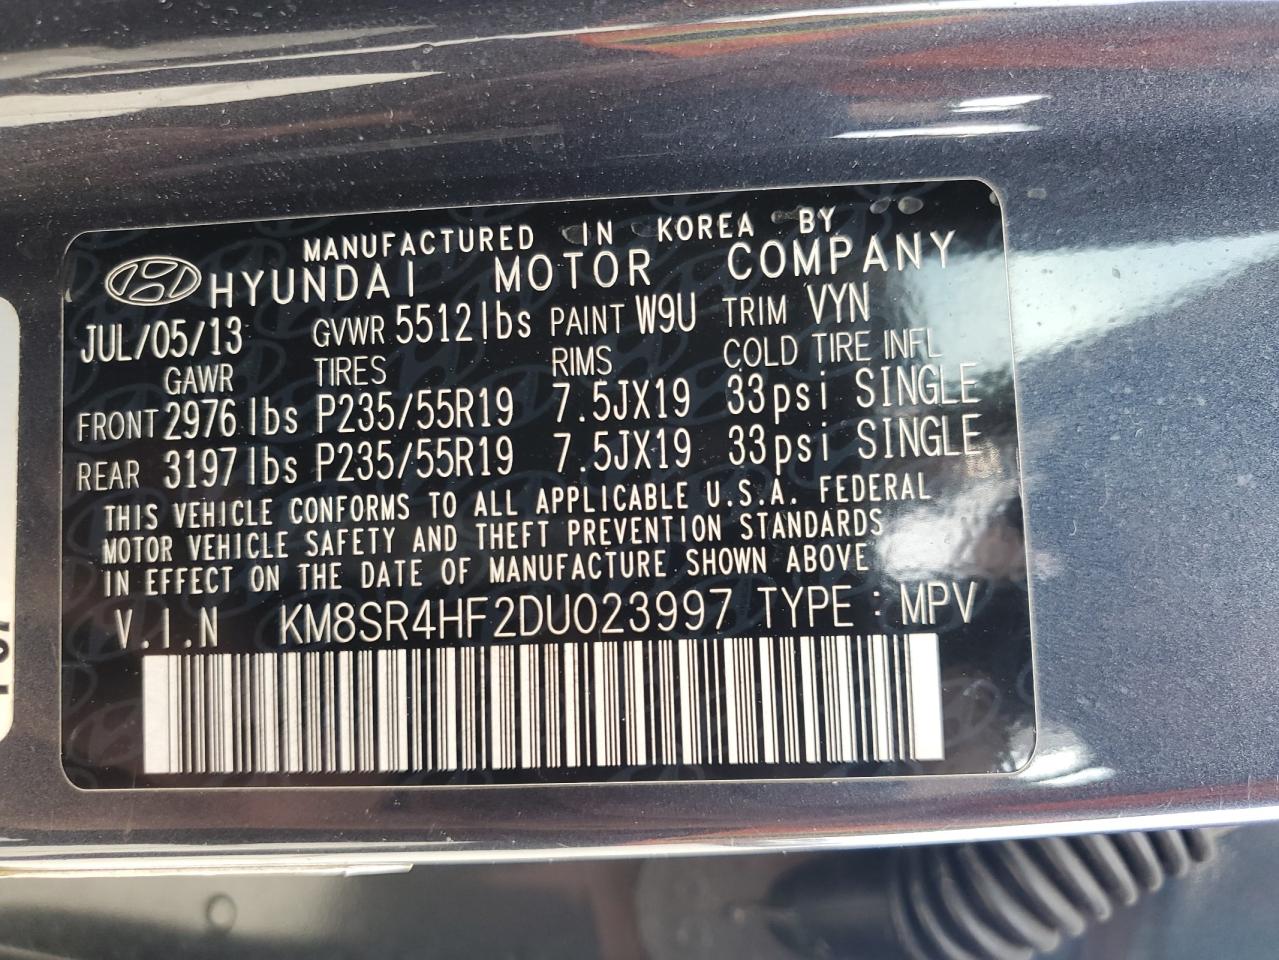 MANUFACTURED IN KOREA BY
HYUNDAI MOTOR COMPANY
JUL/05/13 GVWR 5512lbs PAINT W9U TRIM VYN
GAWR TIRES RIMS COLD TIRE INFL
FRONT 2976lbs P235/55R19 7.5JX19 33psi SINGLE
REAR 3197lbs P235/55R19 7.5JX19 33psi SINGLE
THIS VEHICLE CONFORMS TO ALL APPLICABLE U.S.A. FEDERAL
MOTOR VEHICLE SAFETY AND THEFT PREVENTION STANDARDS
IN EFFECT ON THE DATE OF MANUFACTURE SHOWN ABOVE
V.I.N KM8SR4HF2DU023997 TYPE : MPV